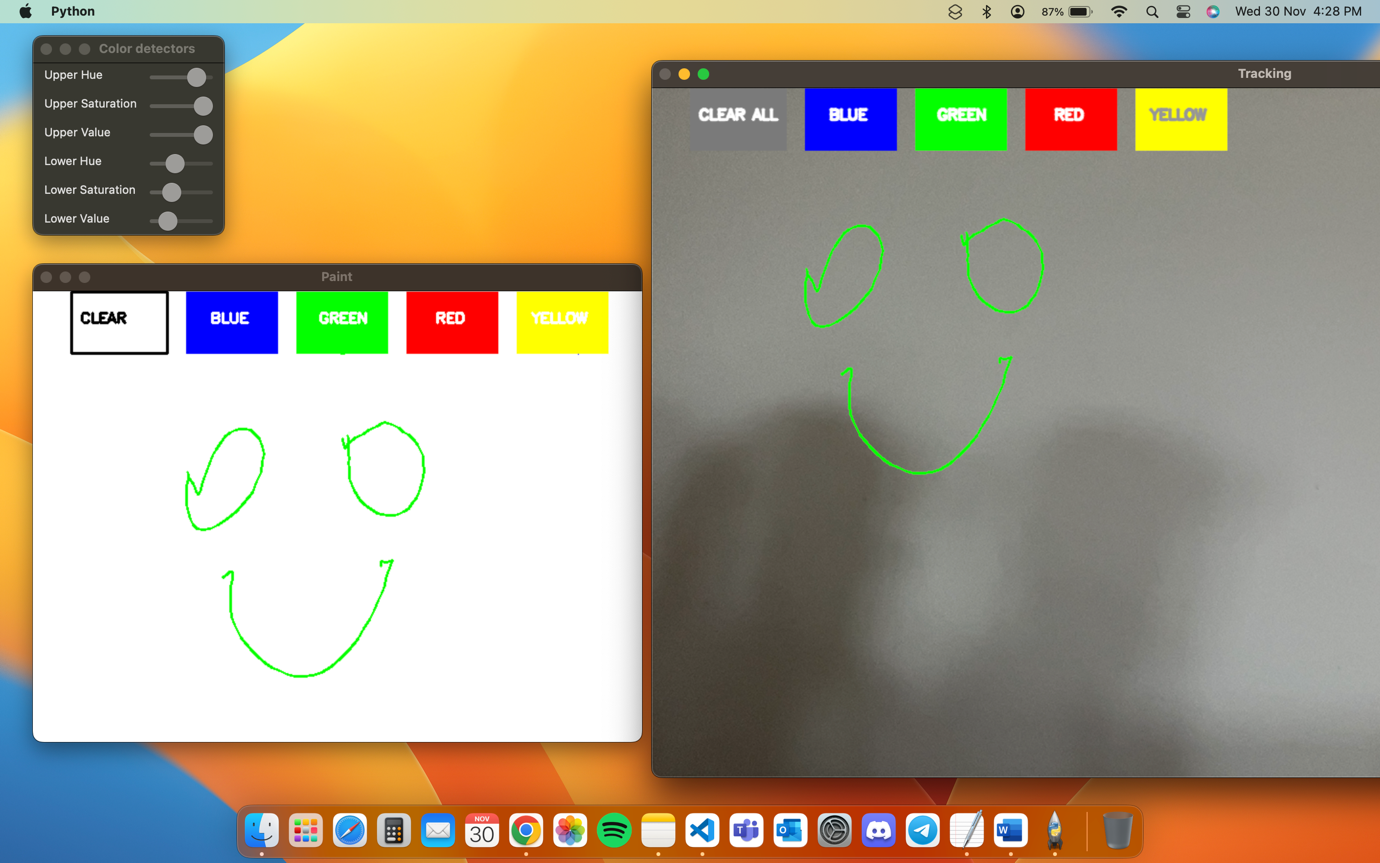 Python
87%
Wed 30 Nov 4:28 PM
Color detectors
Upper Hue
Upper Saturation
Upper Value
Lower Hue
Lower Saturation
Lower Value
Tracking
CLEAR ALL BLUE GREEN RED YELLOW
Paint
CLEAR BLUE GREEN RED YELLOW
NOV
30